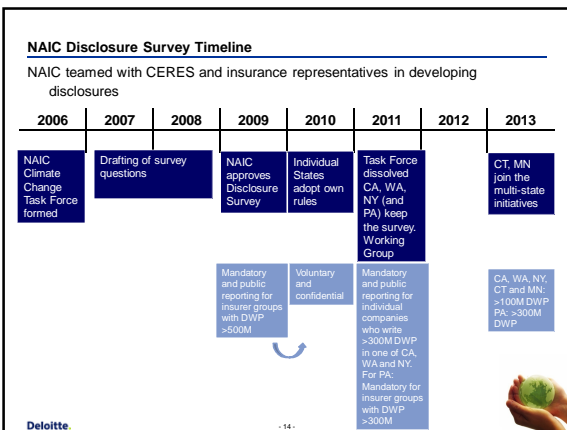 NAIC Disclosure Survey Timeline
NAIC teamed with CERES and insurance representatives in developing
disclosures
2006 2007 2008 2009 2010 2011 2012 2013
NAIC
Climate
Change
Task Force
formed
Drafting of survey
questions
NAIC
approves
Disclosure
Survey
Individual
States
adopt own
rules
Task Force
dissolved
CA, WA,
NY (and
PA) keep
the survey.
Working
Group
CT, MN
join the
multi-state
initiatives
Mandatory
and public
reporting for
insurer groups
with DWP
>500M
Voluntary
and
confidential
Mandatory
and public
reporting for
individual
companies
who write
>300M DWP
in one of CA,
WA and NY.
For PA:
Mandatory for
insurer groups
with DWP
>300M
CA, WA, NY,
CT and MN:
>100M DWP
PA: >300M
DWP
Deloitte.
- 14 -